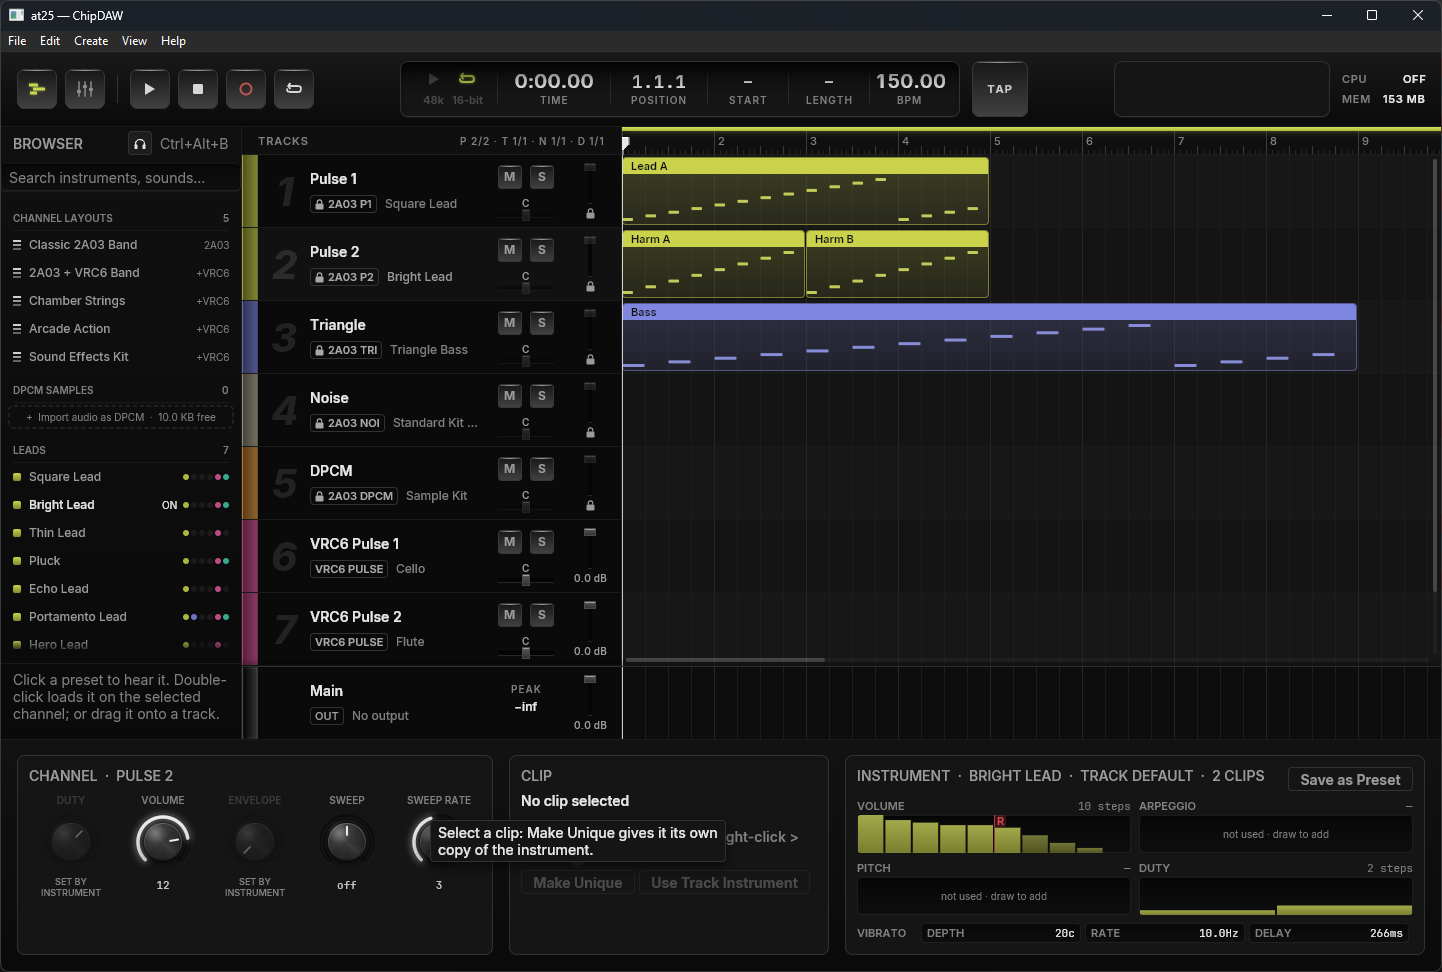 at25 — ChipDAW
File Edit Create View Help
48k 16-bit
0:00.00
TIME
1.1.1
POSITION
–
START
–
LENGTH
150.00
BPM
TAP
CPU OFF
MEM 153 MB
BROWSER Ctrl+Alt+B
Search instruments, sounds...
CHANNEL LAYOUTS 5
Classic 2A03 Band 2A03
2A03 + VRC6 Band +VRC6
Chamber Strings +VRC6
Arcade Action +VRC6
Sound Effects Kit +VRC6
DPCM SAMPLES 0
+ Import audio as DPCM · 10.0 KB free
LEADS 7
Square Lead
Bright Lead ON
Thin Lead
Pluck
Echo Lead
Portamento Lead
Hero Lead
Click a preset to hear it. Double-
click loads it on the selected
channel; or drag it onto a track.
TRACKS P 2/2 · T 1/1 · N 1/1 · D 1/1
1 Pulse 1 M S
2A03 P1 Square Lead C
2 Pulse 2 M S
2A03 P2 Bright Lead C
3 Triangle M S
2A03 TRI Triangle Bass C
4 Noise M S
2A03 NOI Standard Kit ... C
5 DPCM M S
2A03 DPCM Sample Kit C
6 VRC6 Pulse 1 M S
VRC6 PULSE Cello C 0.0 dB
7 VRC6 Pulse 2 M S
VRC6 PULSE Flute C 0.0 dB
Main PEAK
OUT No output –inf 0.0 dB
2 3 4 5 6 7 8 9
Lead A
Harm A Harm B
Bass
CHANNEL · PULSE 2
DUTY VOLUME ENVELOPE SWEEP SWEEP RATE
SET BY
INSTRUMENT
12
SET BY
INSTRUMENT
off
3
CLIP
No clip selected
ght-click >
Select a clip: Make Unique gives it its own
copy of the instrument.
Make Unique Use Track Instrument
INSTRUMENT · BRIGHT LEAD · TRACK DEFAULT · 2 CLIPS Save as Preset
VOLUME 10 steps ARPEGGIO –
R
not used · draw to add
PITCH – DUTY 2 steps
not used · draw to add
VIBRATO DEPTH 20c RATE 10.0Hz DELAY 266ms